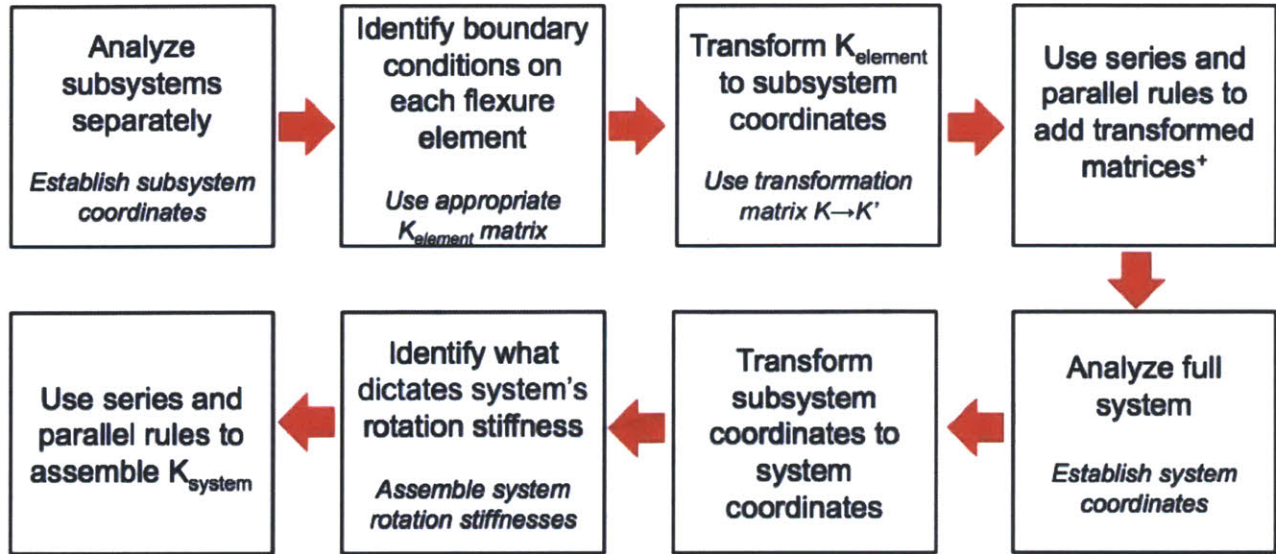 Analyze
subsystems
separately
Establish subsystem
coordinates
Identify boundary
conditions on
each flexure
element
Use appropriate
K_element matrix
Transform K_element
to subsystem
coordinates
Use transformation
matrix K→K'
Use series and
parallel rules to
add transformed
matrices⁺
Analyze full
system
Establish system
coordinates
Transform
subsystem
coordinates to
system
coordinates
Identify what
dictates system's
rotation stiffness
Assemble system
rotation stiffnesses
Use series and
parallel rules to
assemble K_system